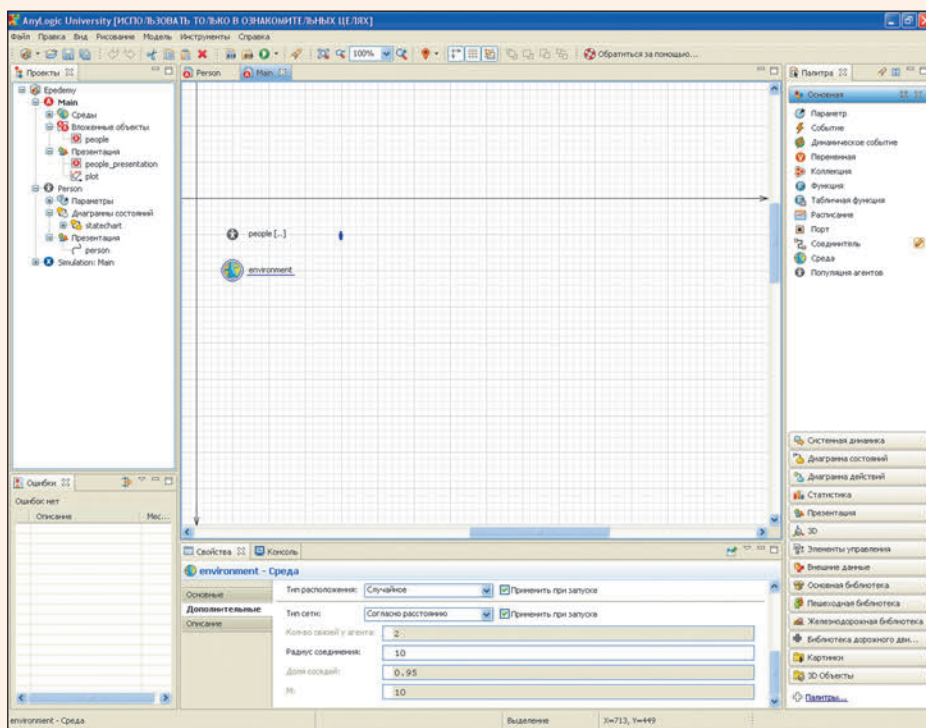 AnyLogic University [ИСПОЛЬЗОВАТЬ ТОЛЬКО В ОЗНАКОМИТЕЛЬНЫХ ЦЕЛЯХ]
Файл Правка Вид Рисование Модель Инструменты Справка
100% Обратиться за помощью...
Проекты
Epedemy
Main
Среды
Вложенные объекты
people
Презентация
people_presentation
plot
Person
Параметры
Диаграммы состояний
statechart
Презентация
person
Simulation: Main
Ошибки
Ошибок нет
Описание Мес...
Person Main
people [...]
environment
Свойства Консоль
environment - Среда
Основные
Дополнительные
Описание
Тип расположения: Случайное Применить при запуске
Тип сети: Согласно расстоянию Применить при запуске
Кол-во связей у агента: 2
Радиус соединения: 10
Доля соседей: 0.95
M: 10
Палитра
Основная
Параметр
Событие
Динамическое событие
Переменная
Коллекция
Функция
Табличная функция
Расписание
Порт
Соединитель
Среда
Популяция агентов
Системная динамика
Диаграмма состояний
Диаграмма действий
Статистика
Презентация
3D
Элементы управления
Внешние данные
Основная библиотека
Пешеходная библиотека
Железнодорожная библиотека
Библиотека дорожного дви...
Картинки
3D Объекты
Палитры...
environment - Среда Выделение X=713, Y=449